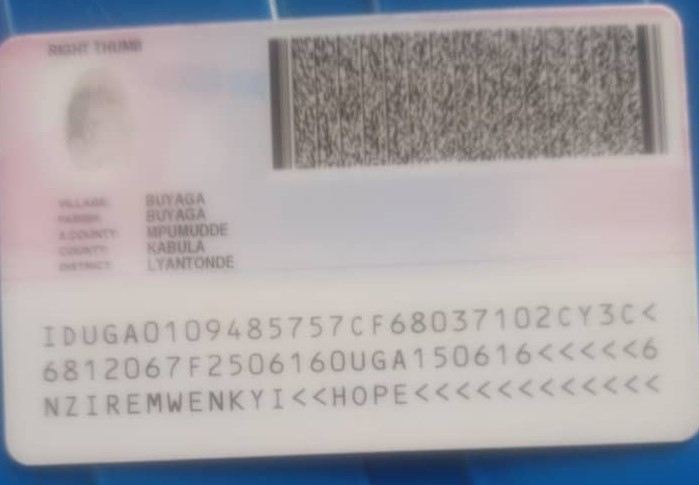 RIGHT THUMB
VILLAGE: BUYAGA
PARISH: BUYAGA
S.COUNTY: MPUMUDDE
COUNTY: KABULA
DISTRICT: LYANTONDE
IDUGA0109485757CF68037102CY3C<
6812067F2506160UGA150616<<<<<6
NZIREMWENKYI<<HOPE<<<<<<<<<<<<